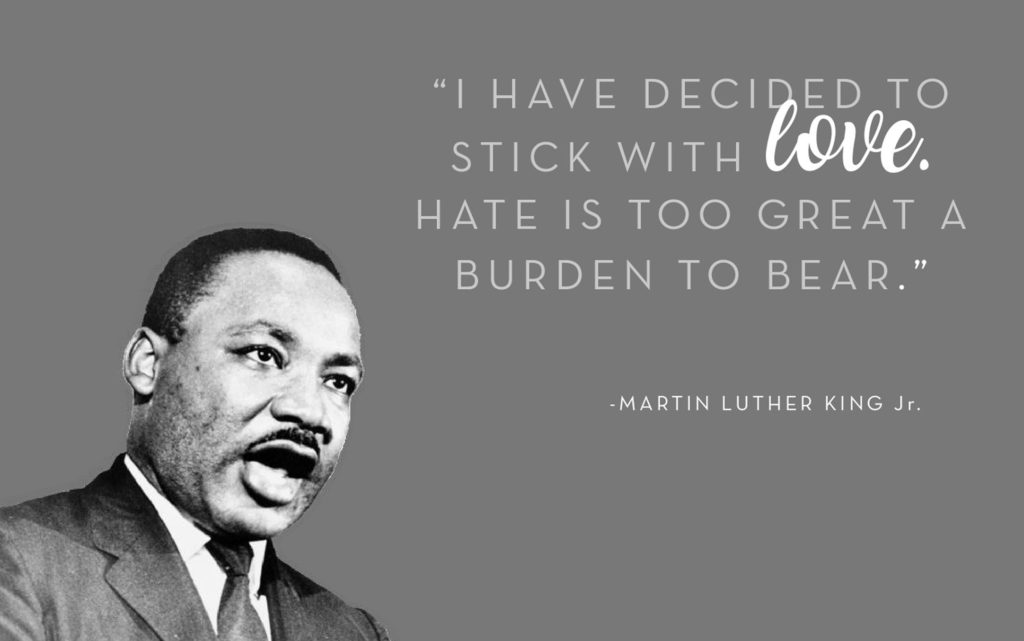 “I HAVE DECIDED TO
STICK WITH love.
HATE IS TOO GREAT A
BURDEN TO BEAR.”
-MARTIN LUTHER KING Jr.